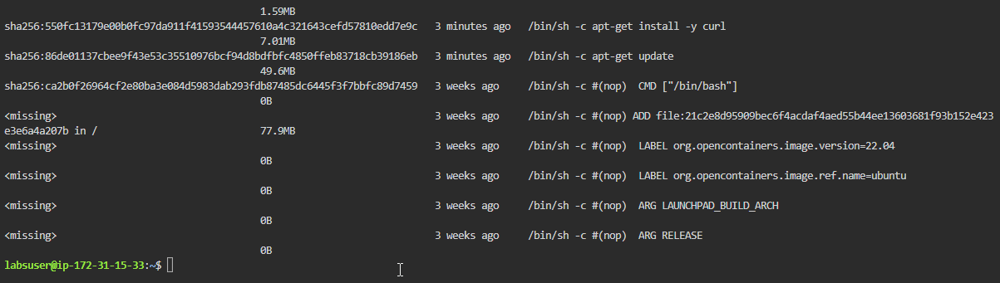 1.59MB
sha256:550fc13179e00b0fc97da911f41593544457610a4c321643cefd57810edd7e9c   3 minutes ago   /bin/sh -c apt-get install -y curl
7.01MB
sha256:86de01137cbee9f43e53c35510976bcf94d8bdfbfc4850ffeb83718cb39186eb   3 minutes ago   /bin/sh -c apt-get update
49.6MB
sha256:ca2b0f26964cf2e80ba3e084d5983dab293fdb87485dc6445f3f7bbfc89d7459   3 weeks ago   /bin/sh -c #(nop)  CMD ["/bin/bash"]
0B
<missing>   3 weeks ago   /bin/sh -c #(nop) ADD file:21c2e8d95909bec6f4acdaf4aed55b44ee13603681f93b152e423
e3e6a4a207b in /   77.9MB
<missing>   3 weeks ago   /bin/sh -c #(nop)  LABEL org.opencontainers.image.version=22.04
0B
<missing>   3 weeks ago   /bin/sh -c #(nop)  LABEL org.opencontainers.image.ref.name=ubuntu
0B
<missing>   3 weeks ago   /bin/sh -c #(nop)  ARG LAUNCHPAD_BUILD_ARCH
0B
<missing>   3 weeks ago   /bin/sh -c #(nop)  ARG RELEASE
0B
labsuser@ip-172-31-15-33:~$